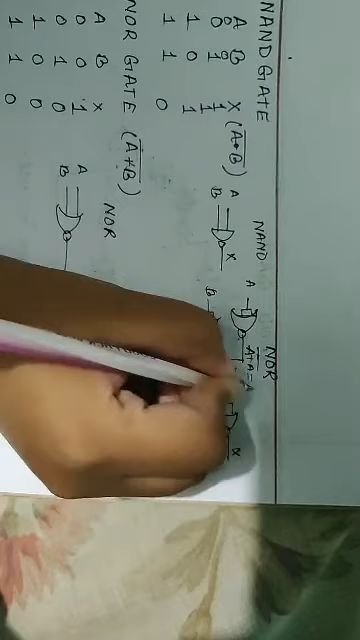 NAND GATE NAND NOR
A B X (A̅•̅B̅) A A A̅+̅A̅=
0 0 1 B X B X
0 1 1
1 0 1
1 1 0
NOR GATE (A̅+̅B̅) NOR
A B X A
0 0 1 B
0 1 0
1 0 0
1 1 0